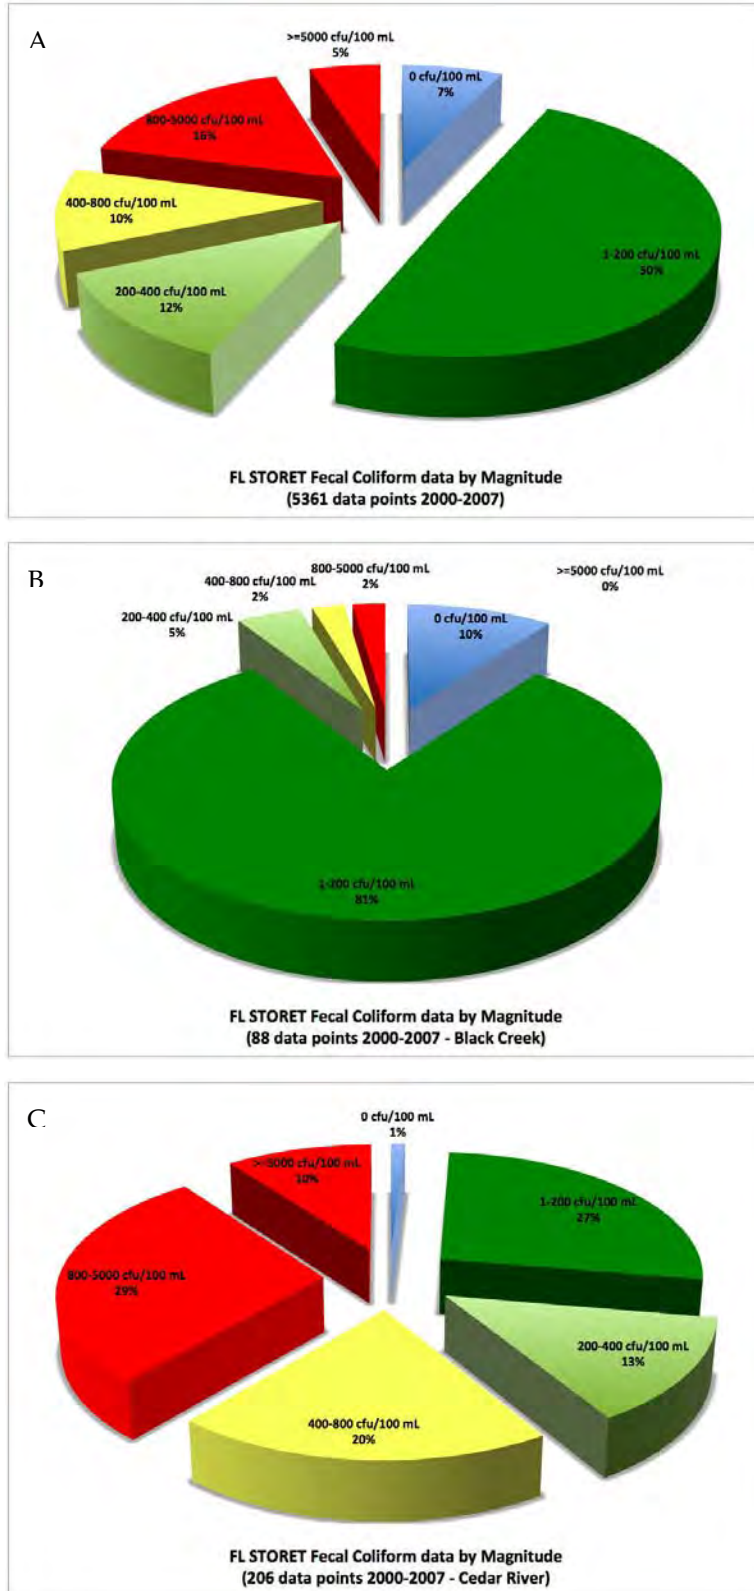 A
>=5000 cfu/100 mL
5%
0 cfu/100 mL
7%
800-5000 cfu/100 mL
16%
400-800 cfu/100 mL
10%
1-200 cfu/100 mL
50%
200-400 cfu/100 mL
12%
FL STORET Fecal Coliform data by Magnitude
(5361 data points 2000-2007)
B
800-5000 cfu/100 mL
2%
>=5000 cfu/100 mL
0%
400-800 cfu/100 mL
2%
200-400 cfu/100 mL
5%
0 cfu/100 mL
10%
1-200 cfu/100 mL
81%
FL STORET Fecal Coliform data by Magnitude
(88 data points 2000-2007 - Black Creek)
C
0 cfu/100 mL
1%
>=5000 cfu/100 mL
10%
1-200 cfu/100 mL
27%
800-5000 cfu/100 mL
29%
200-400 cfu/100 mL
13%
400-800 cfu/100 mL
20%
FL STORET Fecal Coliform data by Magnitude
(206 data points 2000-2007 - Cedar River)